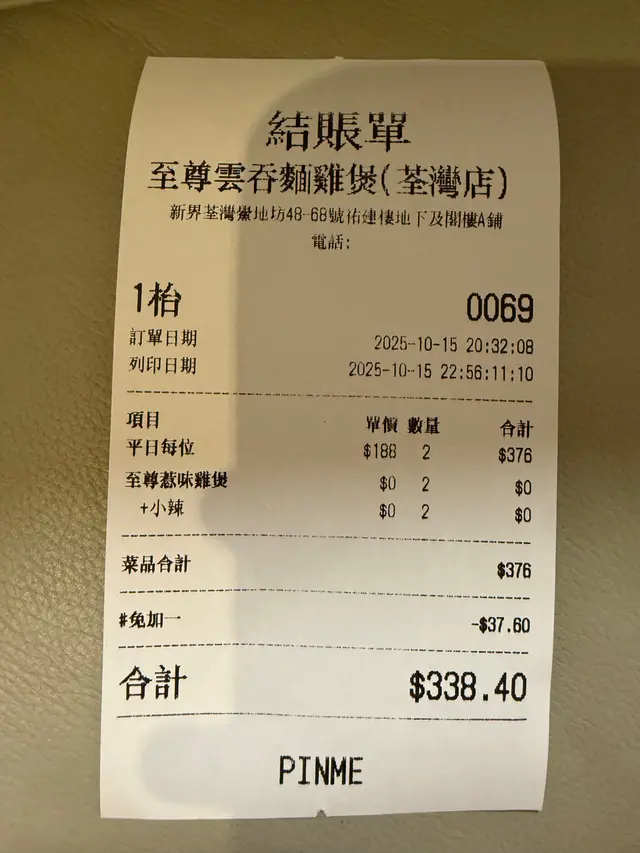 結賬單
至尊雲吞麵雞煲(荃灣店)
新界荃灣蠻地坊48-68號佑建樓地下及閣樓A鋪
電話:
1枱 0069
訂單日期 2025-10-15 20:32:08
列印日期 2025-10-15 22:56:11:10
項目 單價 數量 合計
平日每位 $188 2 $376
至尊惹味雞煲 $0 2 $0
+小辣 $0 2 $0
菜品合計 $376
#免加一 -$37.60
合計 $338.40
PINME